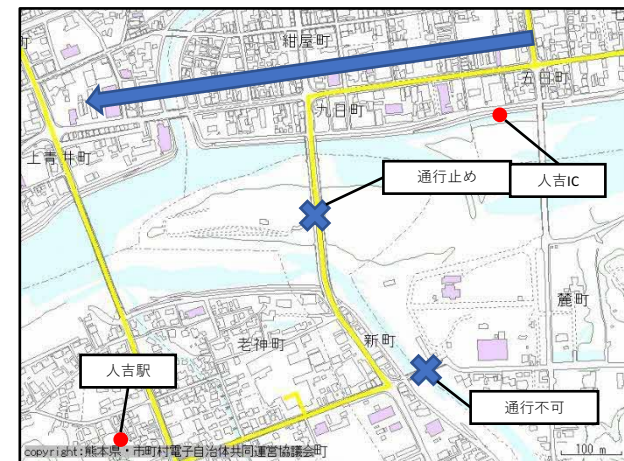 紺屋町
五日町
九日町
人吉IC
上青井町
通行止め
麓町
新町
老神町
人吉駅
通行不可
copyright:熊本県・市町村電子自治体共同運営協議会町
100 m